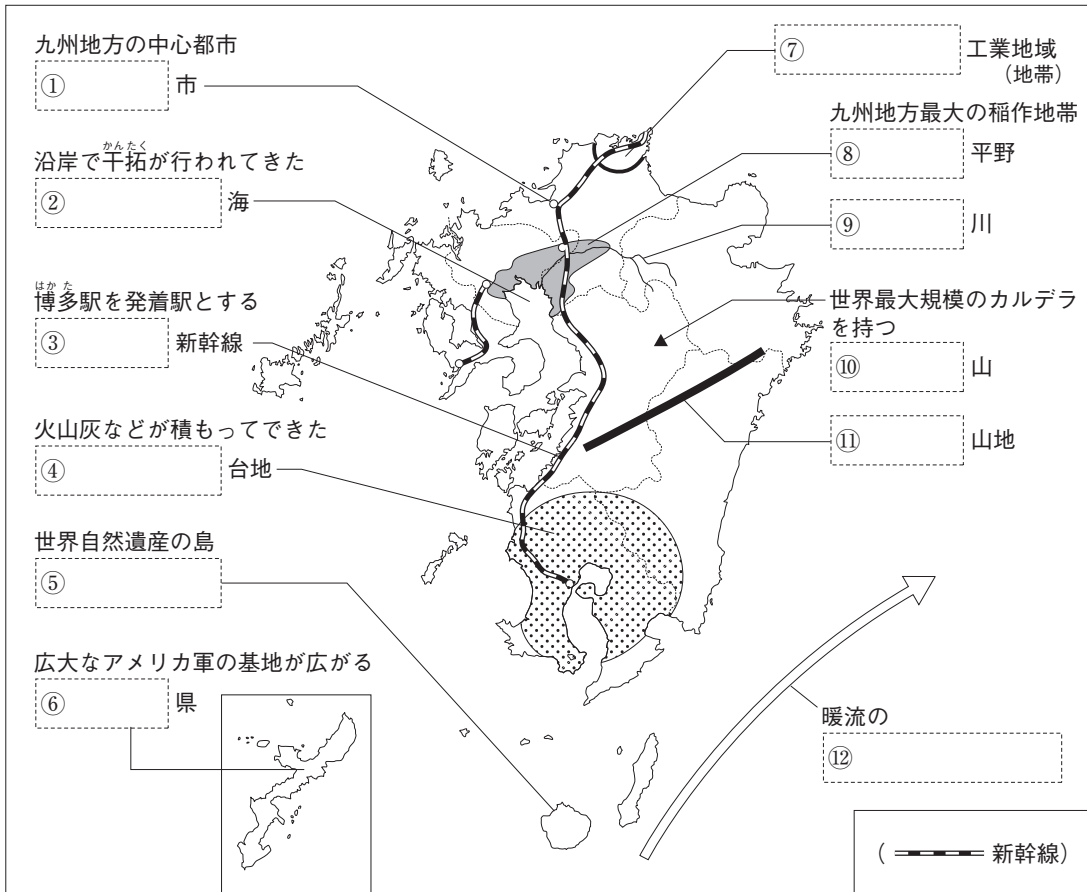 九州地方の中心都市
① 市
かんたく
沿岸で干拓が行われてきた
② 海
はかた
博多駅を発着駅とする
③ 新幹線
火山灰などが積もってできた
④ 台地
世界自然遺産の島
⑤
広大なアメリカ軍の基地が広がる
⑥ 県
⑦ 工業地域
(地帯)
九州地方最大の稲作地帯
⑧ 平野
⑨ 川
世界最大規模のカルデラ
を持つ
⑩ 山
⑪ 山地
暖流の
⑫
( 新幹線)